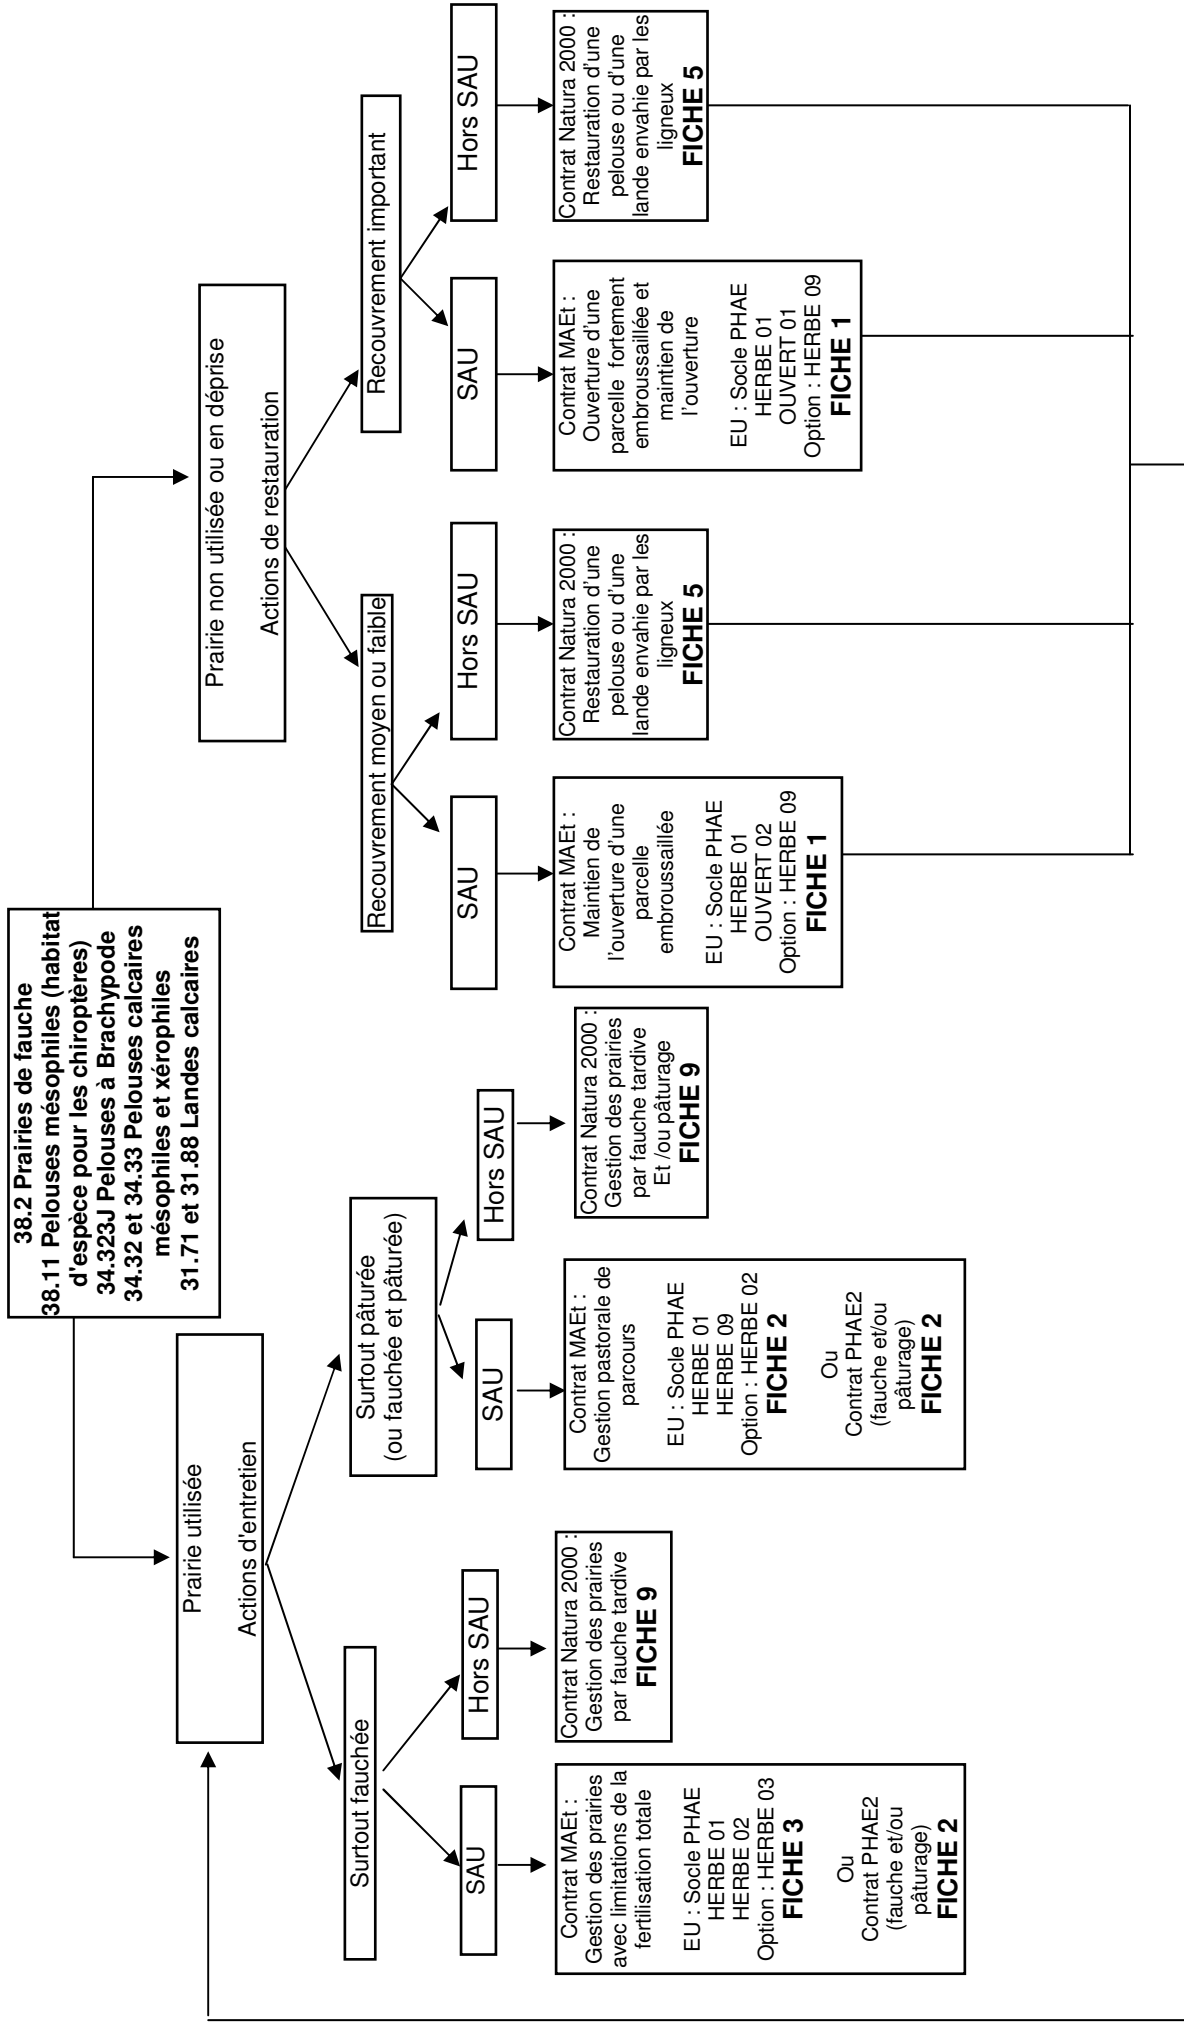 38.2 Prairies de fauche
38.11 Pelouses mésophiles (habitat
d'espèce pour les chiroptères)
34.323J Pelouses à Brachypode
34.32 et 34.33 Pelouses calcaires
mésophiles et xérophiles
31.71 et 31.88 Landes calcaires
Prairie utilisée
Actions d'entretien
Prairie non utilisée ou en déprise
Actions de restauration
Surtout fauchée
Surtout pâturée
(ou fauchée et pâturée)
Recouvrement moyen ou faible
Recouvrement important
SAU
Hors SAU
SAU
Hors SAU
SAU
Hors SAU
SAU
Hors SAU
Contrat MAEt :
Gestion des prairies
avec limitations de la
fertilisation totale
EU : Socle PHAE
HERBE 01
HERBE 02
Option : HERBE 03
FICHE 3
Ou
Contrat PHAE2
(fauche et/ou
pâturage)
FICHE 2
Contrat Natura 2000 :
Gestion des prairies
par fauche tardive
FICHE 9
Contrat MAEt :
Gestion pastorale de
parcours
EU : Socle PHAE
HERBE 01
HERBE 09
Option : HERBE 02
FICHE 2
Ou
Contrat PHAE2
(fauche et/ou
pâturage)
FICHE 2
Contrat Natura 2000 :
Gestion des prairies
par fauche tardive
Et /ou pâturage
FICHE 9
Contrat MAEt :
Maintien de
l'ouverture d'une
parcelle
embroussaillée
EU : Socle PHAE
HERBE 01
OUVERT 02
Option : HERBE 09
FICHE 1
Contrat Natura 2000 :
Restauration d'une
pelouse ou d'une
lande envahie par les
ligneux
FICHE 5
Contrat MAEt :
Ouverture d'une
parcelle fortement
embroussaillée et
maintien de
l'ouverture
EU : Socle PHAE
HERBE 01
OUVERT 01
Option : HERBE 09
FICHE 1
Contrat Natura 2000 :
Restauration d'une
pelouse ou d'une
lande envahie par les
ligneux
FICHE 5